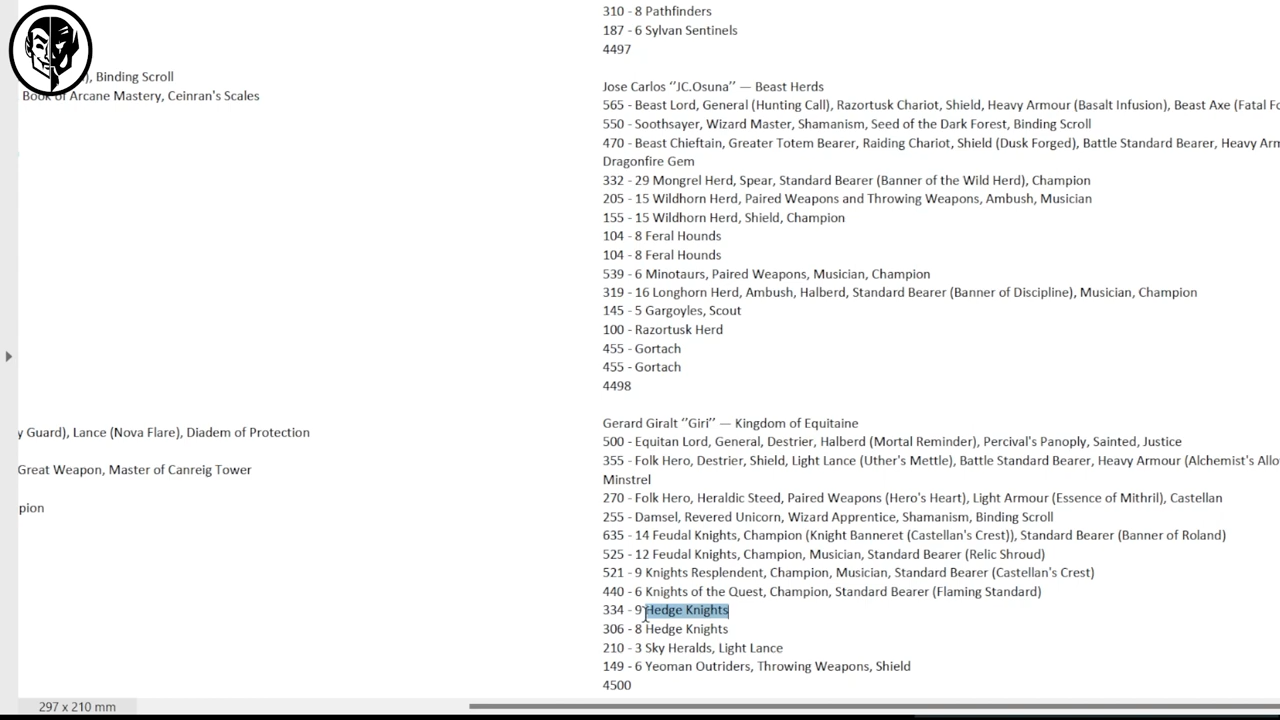 ), Binding Scroll
Book of Arcane Mastery, Ceinran's Scales
y Guard), Lance (Nova Flare), Diadem of Protection
Great Weapon, Master of Canreig Tower
pion
310 - 8 Pathfinders
187 - 6 Sylvan Sentinels
4497
Jose Carlos “JC.Osuna” — Beast Herds
565 - Beast Lord, General (Hunting Call), Razortusk Chariot, Shield, Heavy Armour (Basalt Infusion), Beast Axe (Fatal Fo
550 - Soothsayer, Wizard Master, Shamanism, Seed of the Dark Forest, Binding Scroll
470 - Beast Chieftain, Greater Totem Bearer, Raiding Chariot, Shield (Dusk Forged), Battle Standard Bearer, Heavy Arm
Dragonfire Gem
332 - 29 Mongrel Herd, Spear, Standard Bearer (Banner of the Wild Herd), Champion
205 - 15 Wildhorn Herd, Paired Weapons and Throwing Weapons, Ambush, Musician
155 - 15 Wildhorn Herd, Shield, Champion
104 - 8 Feral Hounds
104 - 8 Feral Hounds
539 - 6 Minotaurs, Paired Weapons, Musician, Champion
319 - 16 Longhorn Herd, Ambush, Halberd, Standard Bearer (Banner of Discipline), Musician, Champion
145 - 5 Gargoyles, Scout
100 - Razortusk Herd
455 - Gortach
455 - Gortach
4498
Gerard Giralt “Giri” — Kingdom of Equitaine
500 - Equitan Lord, General, Destrier, Halberd (Mortal Reminder), Percival's Panoply, Sainted, Justice
355 - Folk Hero, Destrier, Shield, Light Lance (Uther's Mettle), Battle Standard Bearer, Heavy Armour (Alchemist's Allo
Minstrel
270 - Folk Hero, Heraldic Steed, Paired Weapons (Hero's Heart), Light Armour (Essence of Mithril), Castellan
255 - Damsel, Revered Unicorn, Wizard Apprentice, Shamanism, Binding Scroll
635 - 14 Feudal Knights, Champion (Knight Banneret (Castellan's Crest)), Standard Bearer (Banner of Roland)
525 - 12 Feudal Knights, Champion, Musician, Standard Bearer (Relic Shroud)
521 - 9 Knights Resplendent, Champion, Musician, Standard Bearer (Castellan's Crest)
440 - 6 Knights of the Quest, Champion, Standard Bearer (Flaming Standard)
334 - 9 Hedge Knights
306 - 8 Hedge Knights
210 - 3 Sky Heralds, Light Lance
149 - 6 Yeoman Outriders, Throwing Weapons, Shield
4500
297 x 210 mm